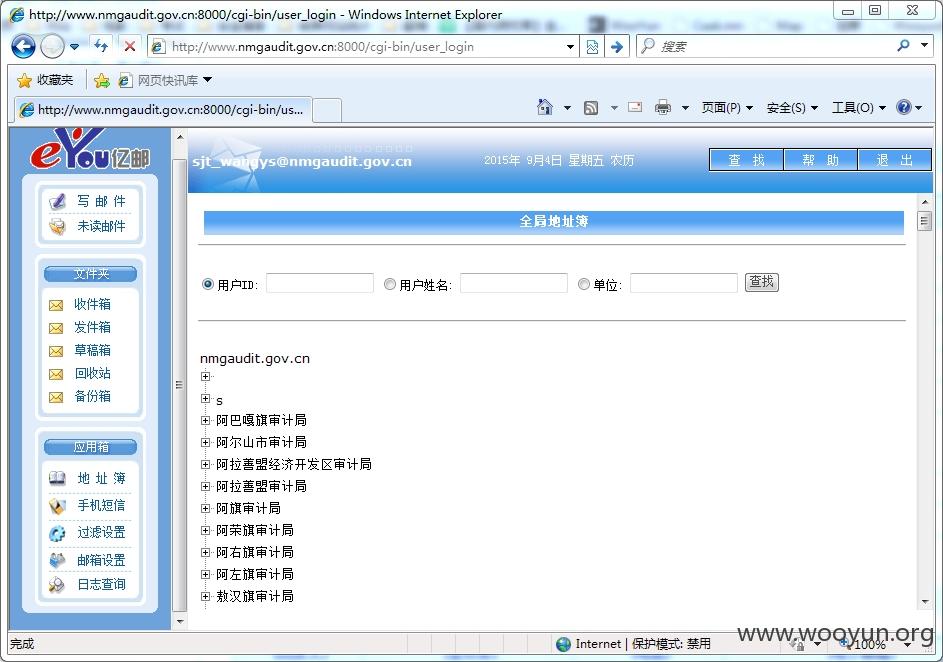 http://www.nmgaudit.gov.cn:8000/cgi-bin/user_login - Windows Internet Explorer
http://www.nmgaudit.gov.cn:8000/cgi-bin/user_login
搜索
收藏夹 网页快讯库
http://www.nmgaudit.gov.cn:8000/cgi-bin/us...
页面(P) 安全(S) 工具(O)
eYou亿邮
sjt_wangys@nmgaudit.gov.cn 2015年 9月4日 星期五 农历 查 找 帮 助 退 出
写 邮 件
未读邮件
文件夹
收件箱
发件箱
草稿箱
回收站
备份箱
应用箱
地 址 簿
手机短信
过滤设置
邮箱设置
日志查询
全局地址簿
用户ID: 用户姓名: 单位: 查找
nmgaudit.gov.cn
s
阿巴嘎旗审计局
阿尔山市审计局
阿拉善盟经济开发区审计局
阿拉善盟审计局
阿旗审计局
阿荣旗审计局
阿右旗审计局
阿左旗审计局
敖汉旗审计局
完成 Internet | 保护模式: 禁用 100%
www.wooyun.org